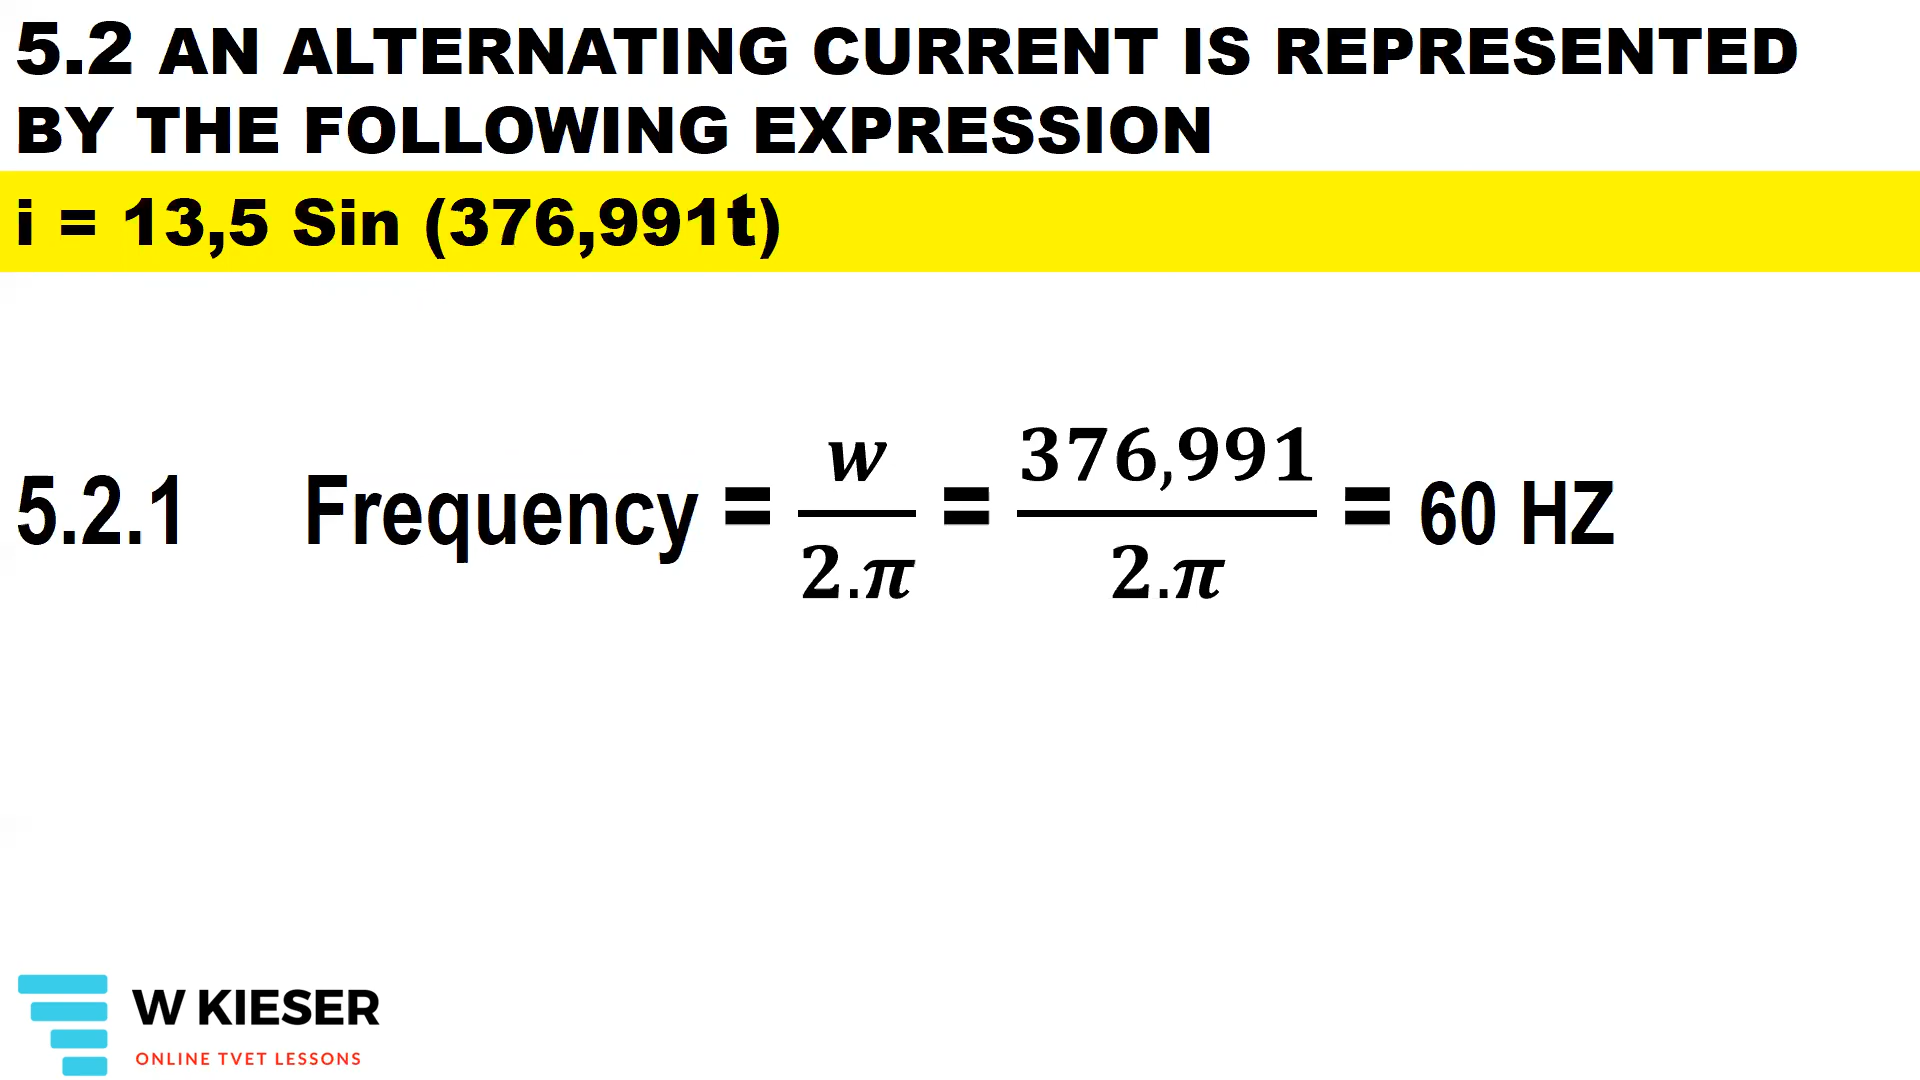 5.2 AN ALTERNATING CURRENT IS REPRESENTED
BY THE FOLLOWING EXPRESSION
i = 13,5 Sin (376,991t)
5.2.1 Frequency = w/2.π = 376,991/2.π = 60 HZ
W KIESER
ONLINE TVET LESSONS